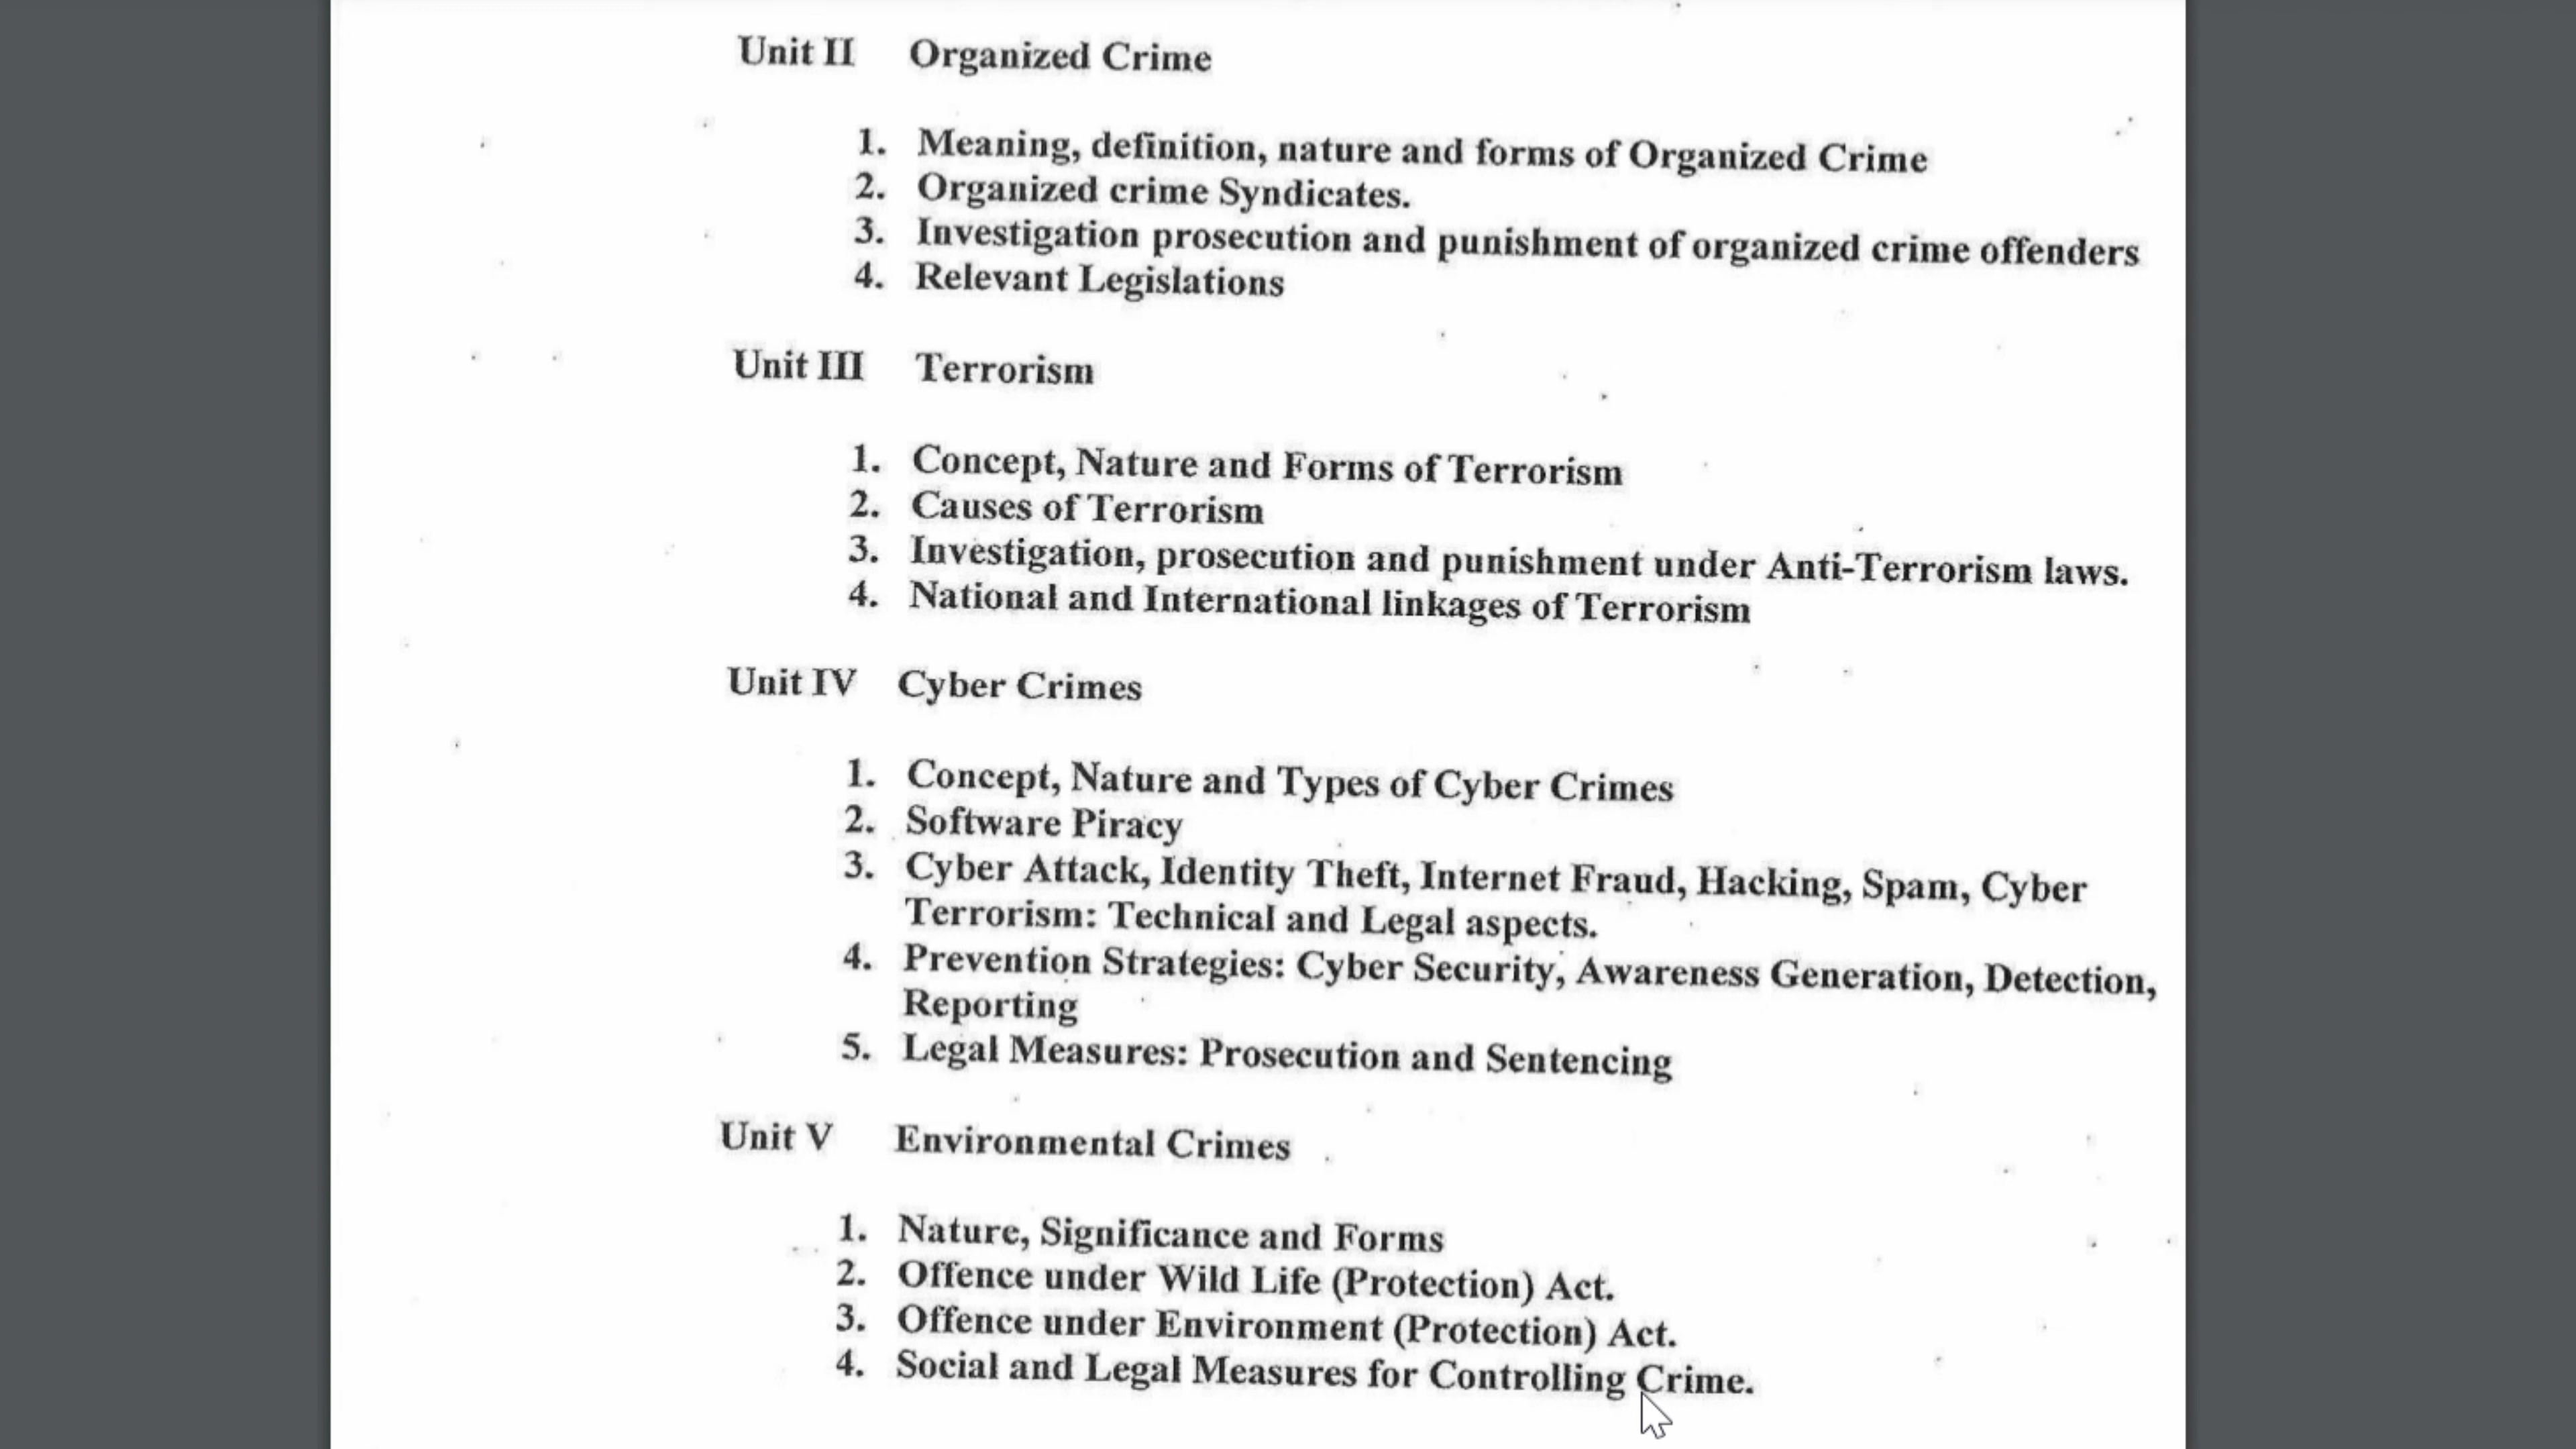 Unit II Organized Crime
1. Meaning, definition, nature and forms of Organized Crime
2. Organized crime Syndicates.
3. Investigation prosecution and punishment of organized crime offenders
4. Relevant Legislations
Unit III Terrorism
1. Concept, Nature and Forms of Terrorism
2. Causes of Terrorism
3. Investigation, prosecution and punishment under Anti-Terrorism laws.
4. National and International linkages of Terrorism
Unit IV Cyber Crimes
1. Concept, Nature and Types of Cyber Crimes
2. Software Piracy
3. Cyber Attack, Identity Theft, Internet Fraud, Hacking, Spam, Cyber
Terrorism: Technical and Legal aspects.
4. Prevention Strategies: Cyber Security, Awareness Generation, Detection,
Reporting
5. Legal Measures: Prosecution and Sentencing
Unit V Environmental Crimes
1. Nature, Significance and Forms
2. Offence under Wild Life (Protection) Act.
3. Offence under Environment (Protection) Act.
4. Social and Legal Measures for Controlling Crime.